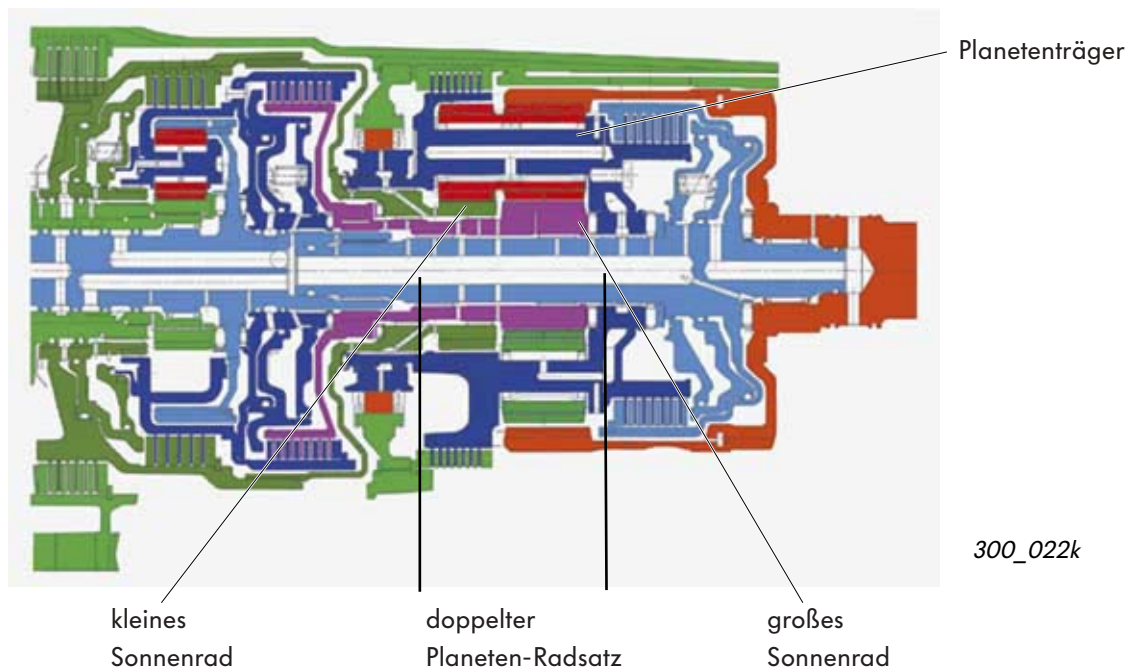 Planetenträger
300_022k
kleines
Sonnenrad
doppelter
Planeten-Radsatz
großes
Sonnenrad